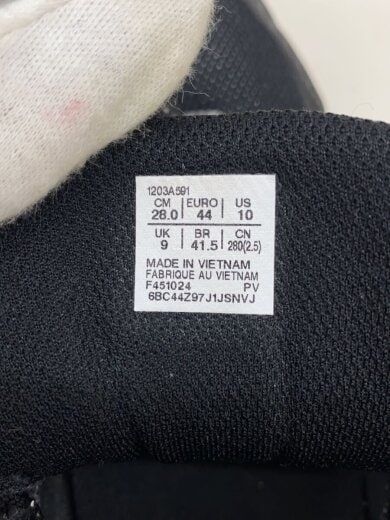 1203A591
CM | EURO | US
28.0 | 44 | 10
UK | BR | CN
9 | 41.5 | 280(2.5)
MADE IN VIETNAM
FABRIQUE AU VIETNAM
F451024 PV
6BC44Z97J1JSNVJ